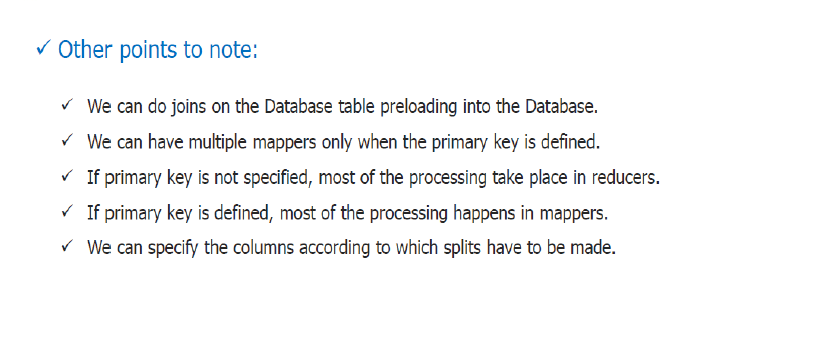 ✓ Other points to note:
✓ We can do joins on the Database table preloading into the Database.
✓ We can have multiple mappers only when the primary key is defined.
✓ If primary key is not specified, most of the processing take place in reducers.
✓ If primary key is defined, most of the processing happens in mappers.
✓ We can specify the columns according to which splits have to be made.